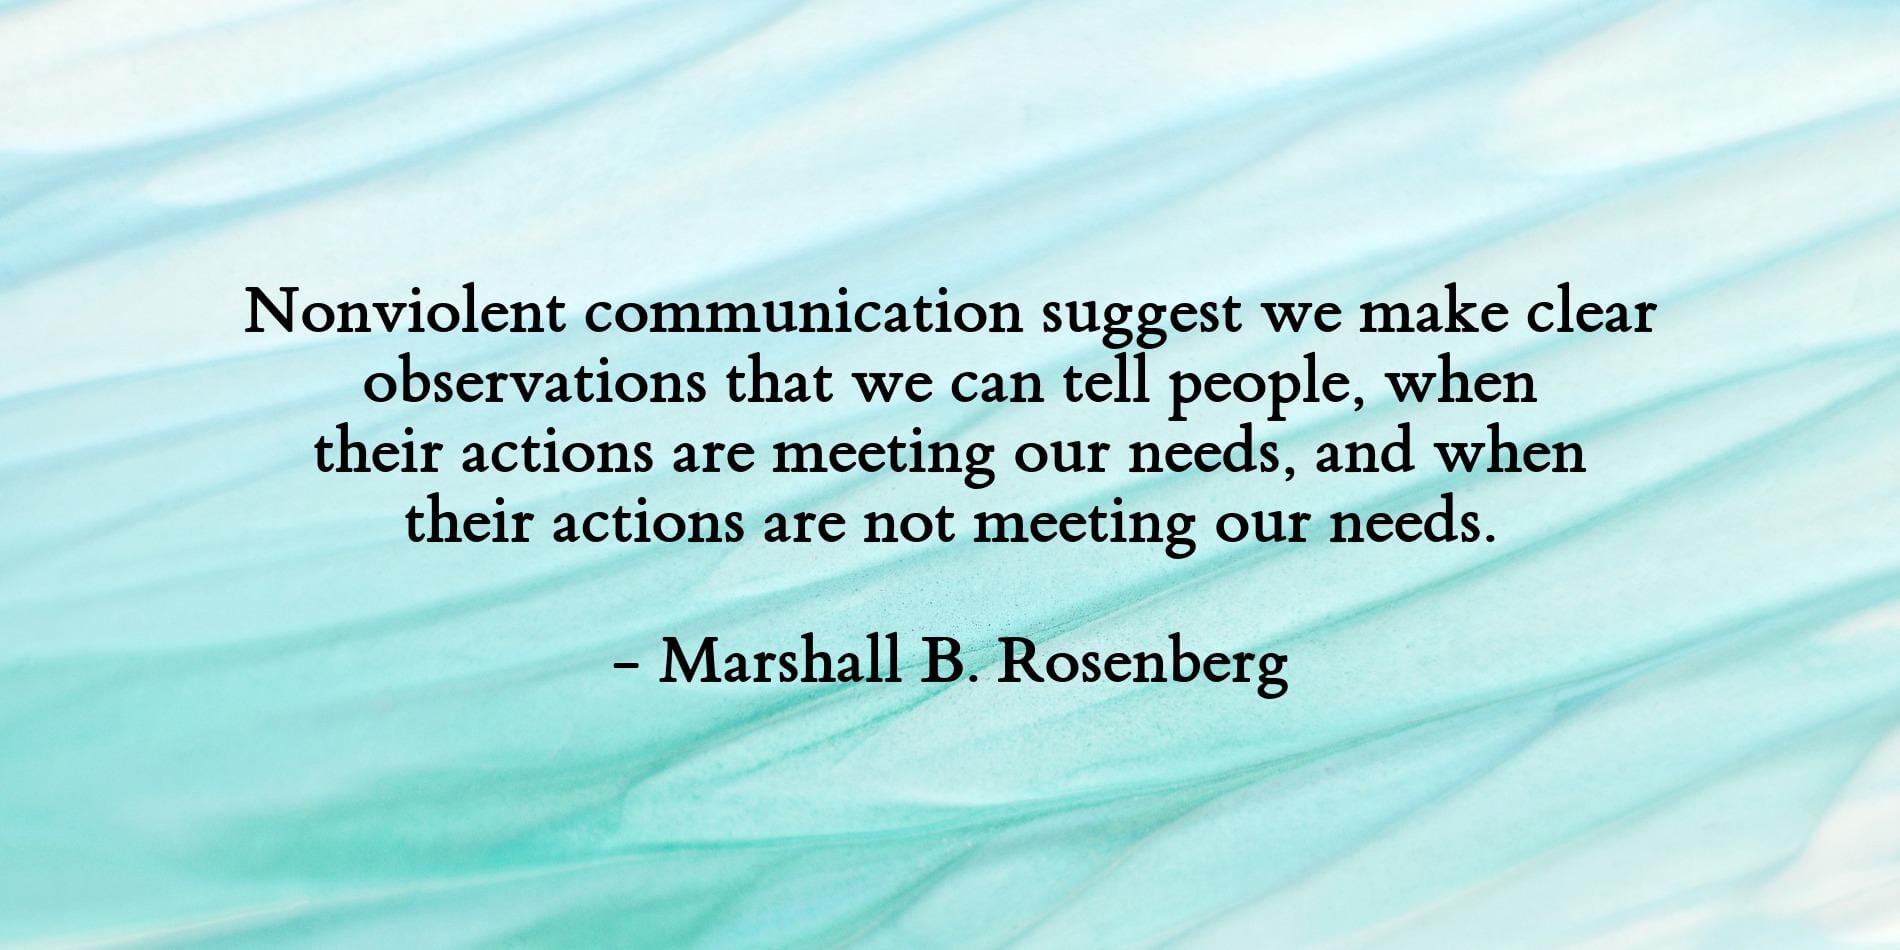 Nonviolent communication suggest we make clear
observations that we can tell people, when
their actions are meeting our needs, and when
their actions are not meeting our needs.
– Marshall B. Rosenberg